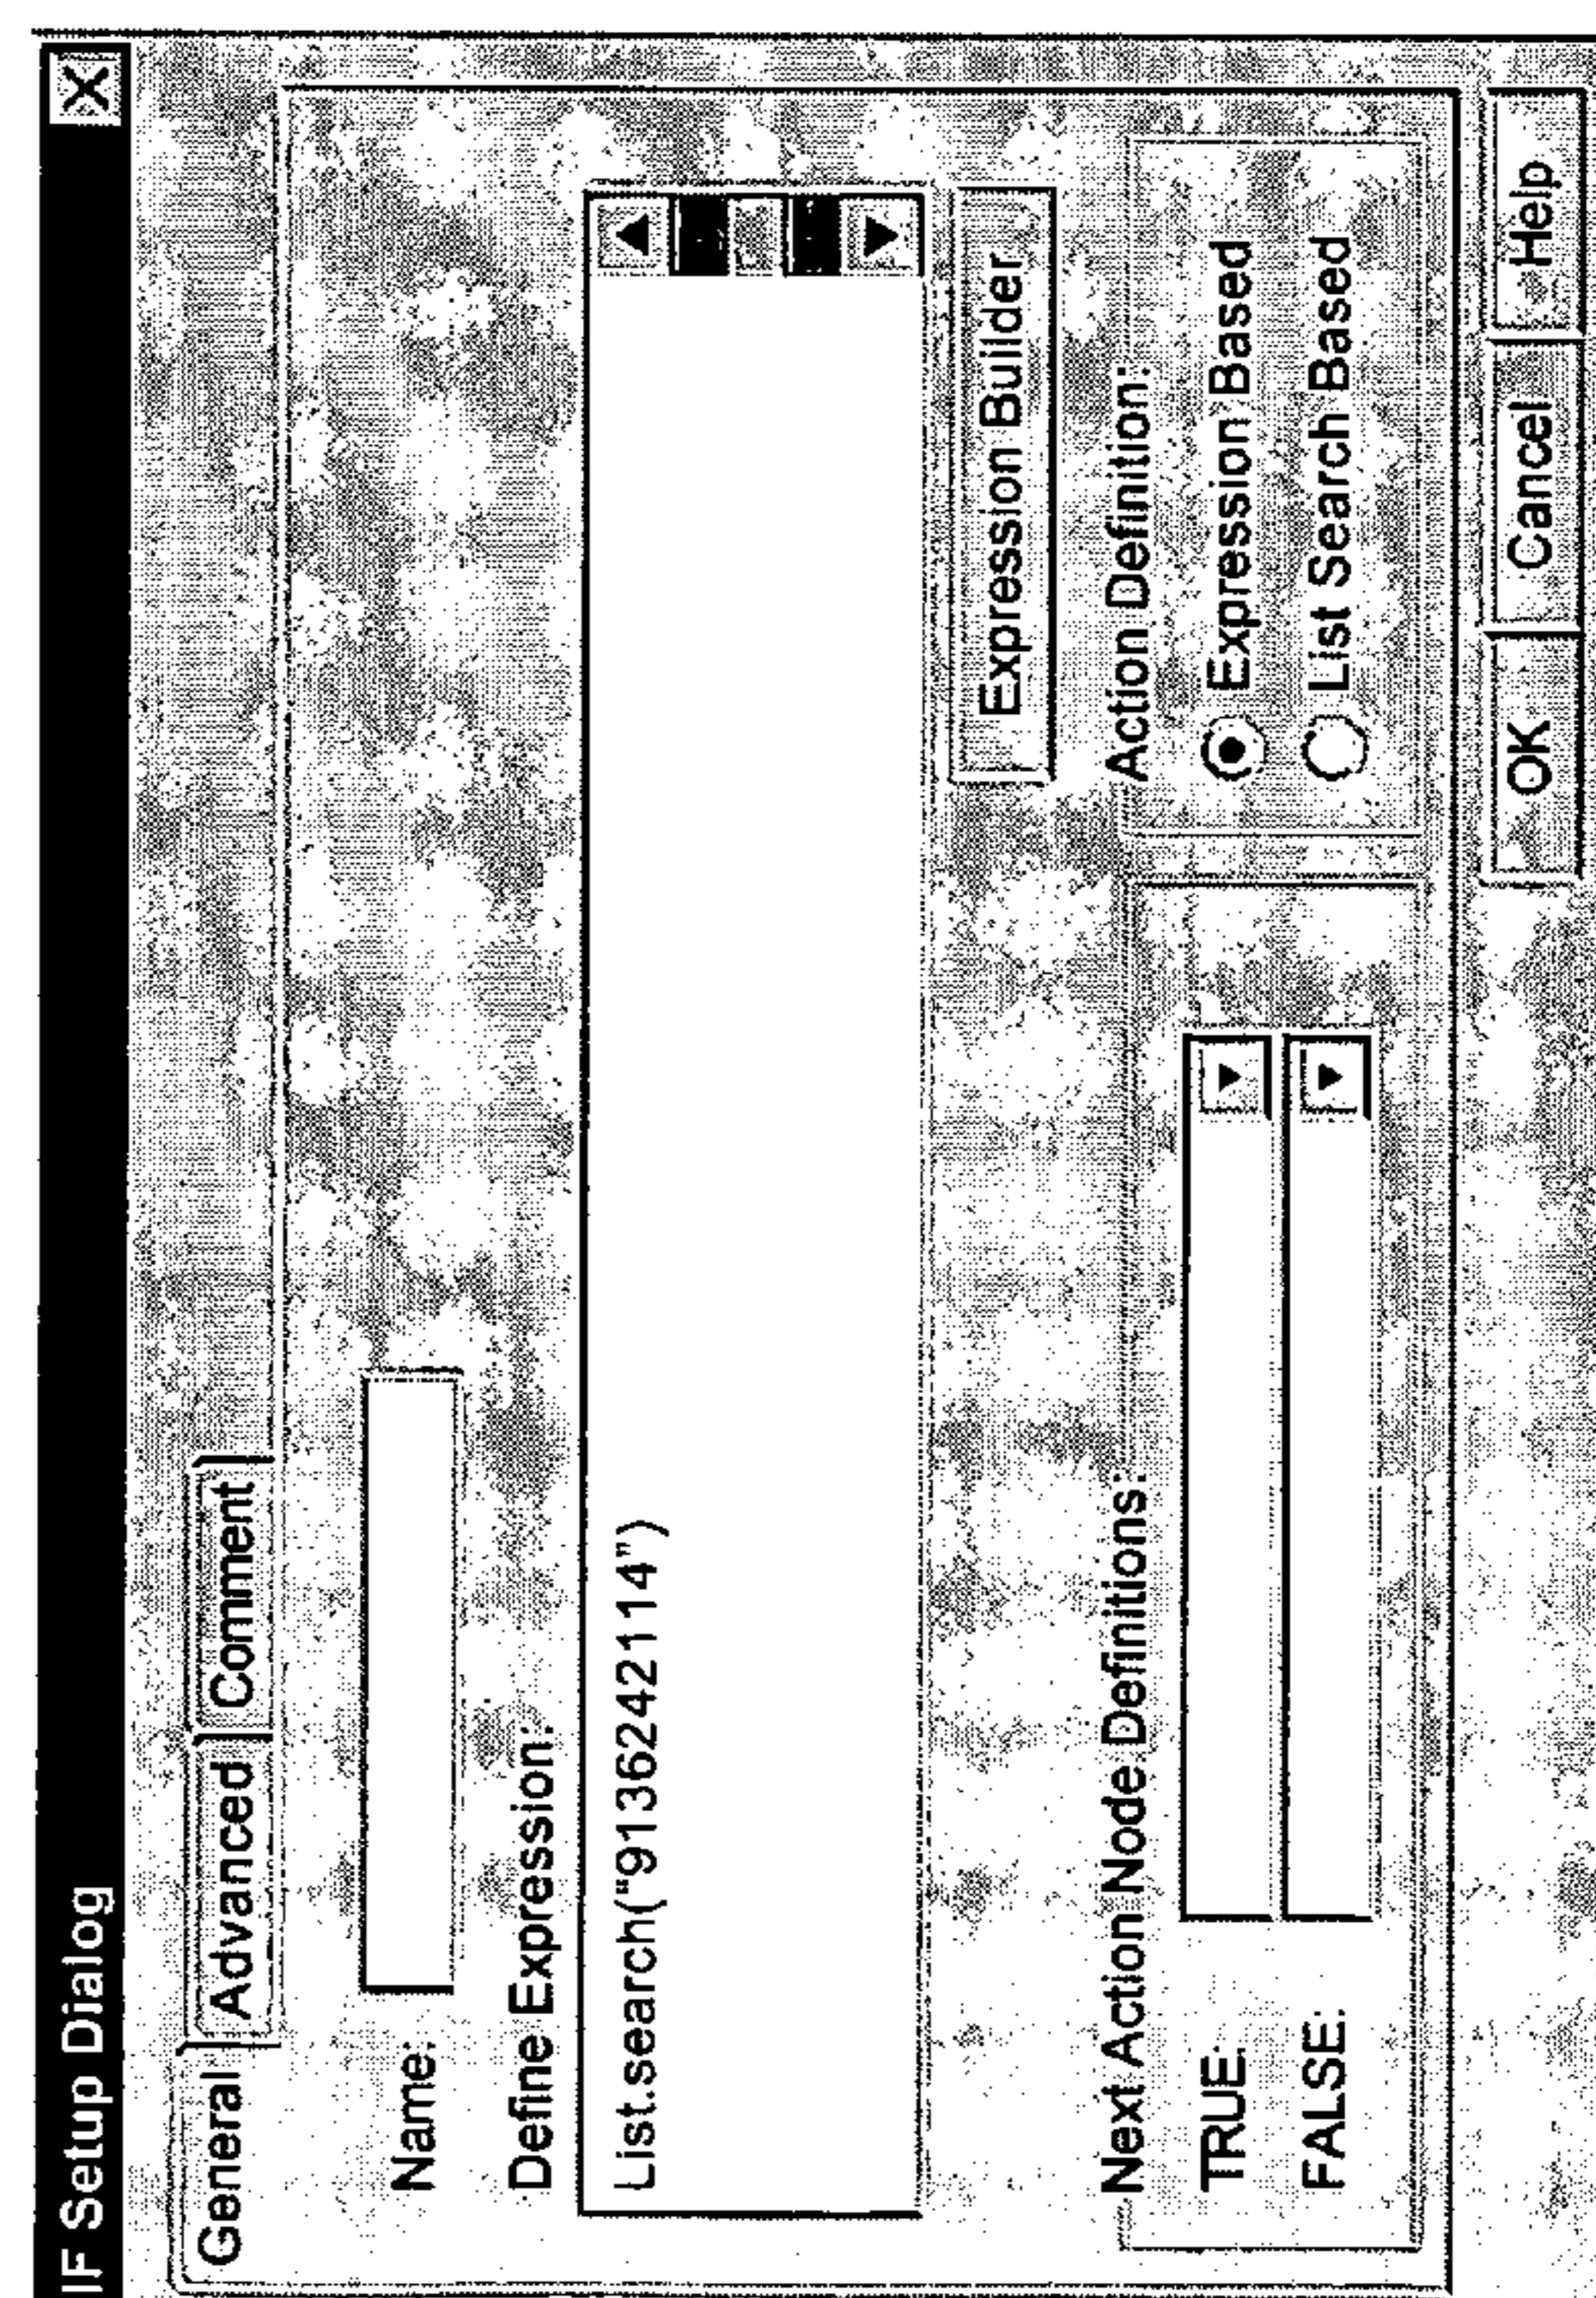 IF Setup Dialog
General Advanced Comment
Name:
Define Expression:
List.search("9136242114")
Expression Builder
Next Action Node Definitions:
TRUE:
FALSE:
Action Definition:
Expression Based
List Search Based
OK Cancel Help